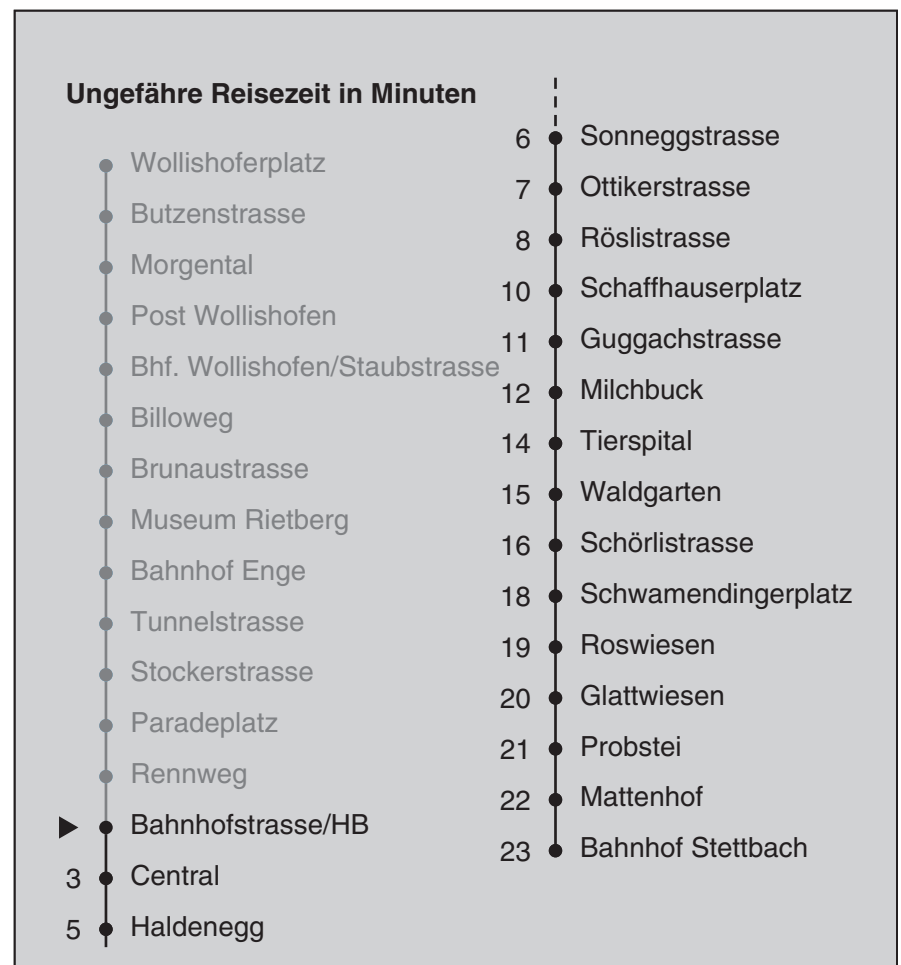 Ungefähre Reisezeit in Minuten
Wollishoferplatz
Butzenstrasse
Morgental
Post Wollishofen
Bhf. Wollishofen/Staubstrasse
Billoweg
Brunaustrasse
Museum Rietberg
Bahnhof Enge
Tunnelstrasse
Stockerstrasse
Paradeplatz
Rennweg
Bahnhofstrasse/HB
3 Central
5 Haldenegg
6 Sonneggstrasse
7 Ottikerstrasse
8 Röslistrasse
10 Schaffhauserplatz
11 Guggachstrasse
12 Milchbuck
14 Tierspital
15 Waldgarten
16 Schörlistrasse
18 Schwamendingerplatz
19 Roswiesen
20 Glattwiesen
21 Probstei
22 Mattenhof
23 Bahnhof Stettbach